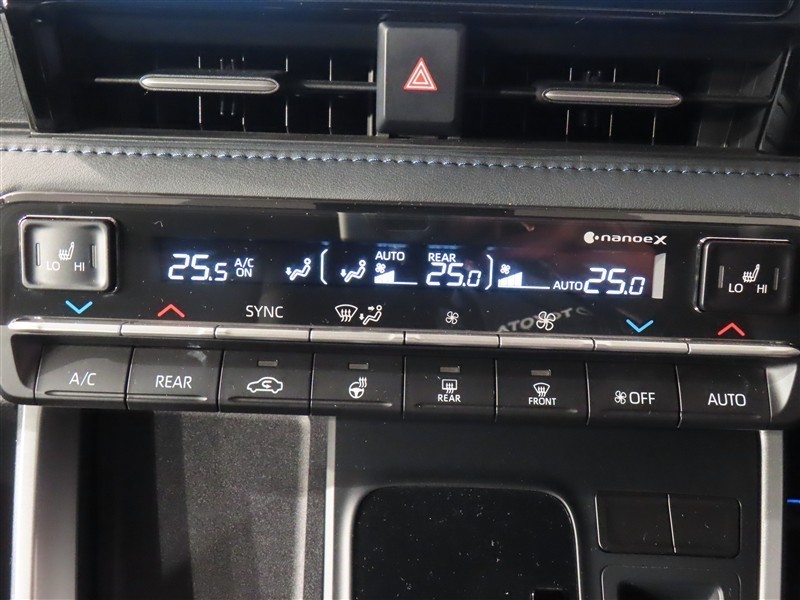 nanoeX
25.5 A/C ON AUTO REAR 25.0 AUTO 25.0
LO HI
LO HI
SYNC
TOYOTA
A/C REAR REAR FRONT OFF AUTO